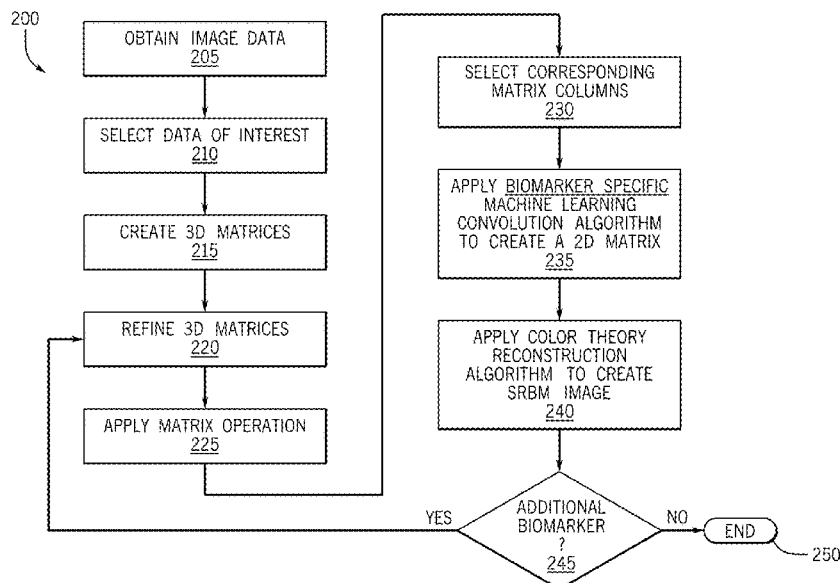 200
OBTAIN IMAGE DATA
205
SELECT DATA OF INTEREST
210
CREATE 3D MATRICES
215
REFINE 3D MATRICES
220
APPLY MATRIX OPERATION
225
SELECT CORRESPONDING
MATRIX COLUMNS
230
APPLY BIOMARKER SPECIFIC
MACHINE LEARNING
CONVOLUTION ALGORITHM
TO CREATE A 2D MATRIX
235
APPLY COLOR THEORY
RECONSTRUCTION
ALGORITHM TO CREATE
SRBM IMAGE
240
YES
ADDITIONAL
BIOMARKER
?
245
NO
END
250